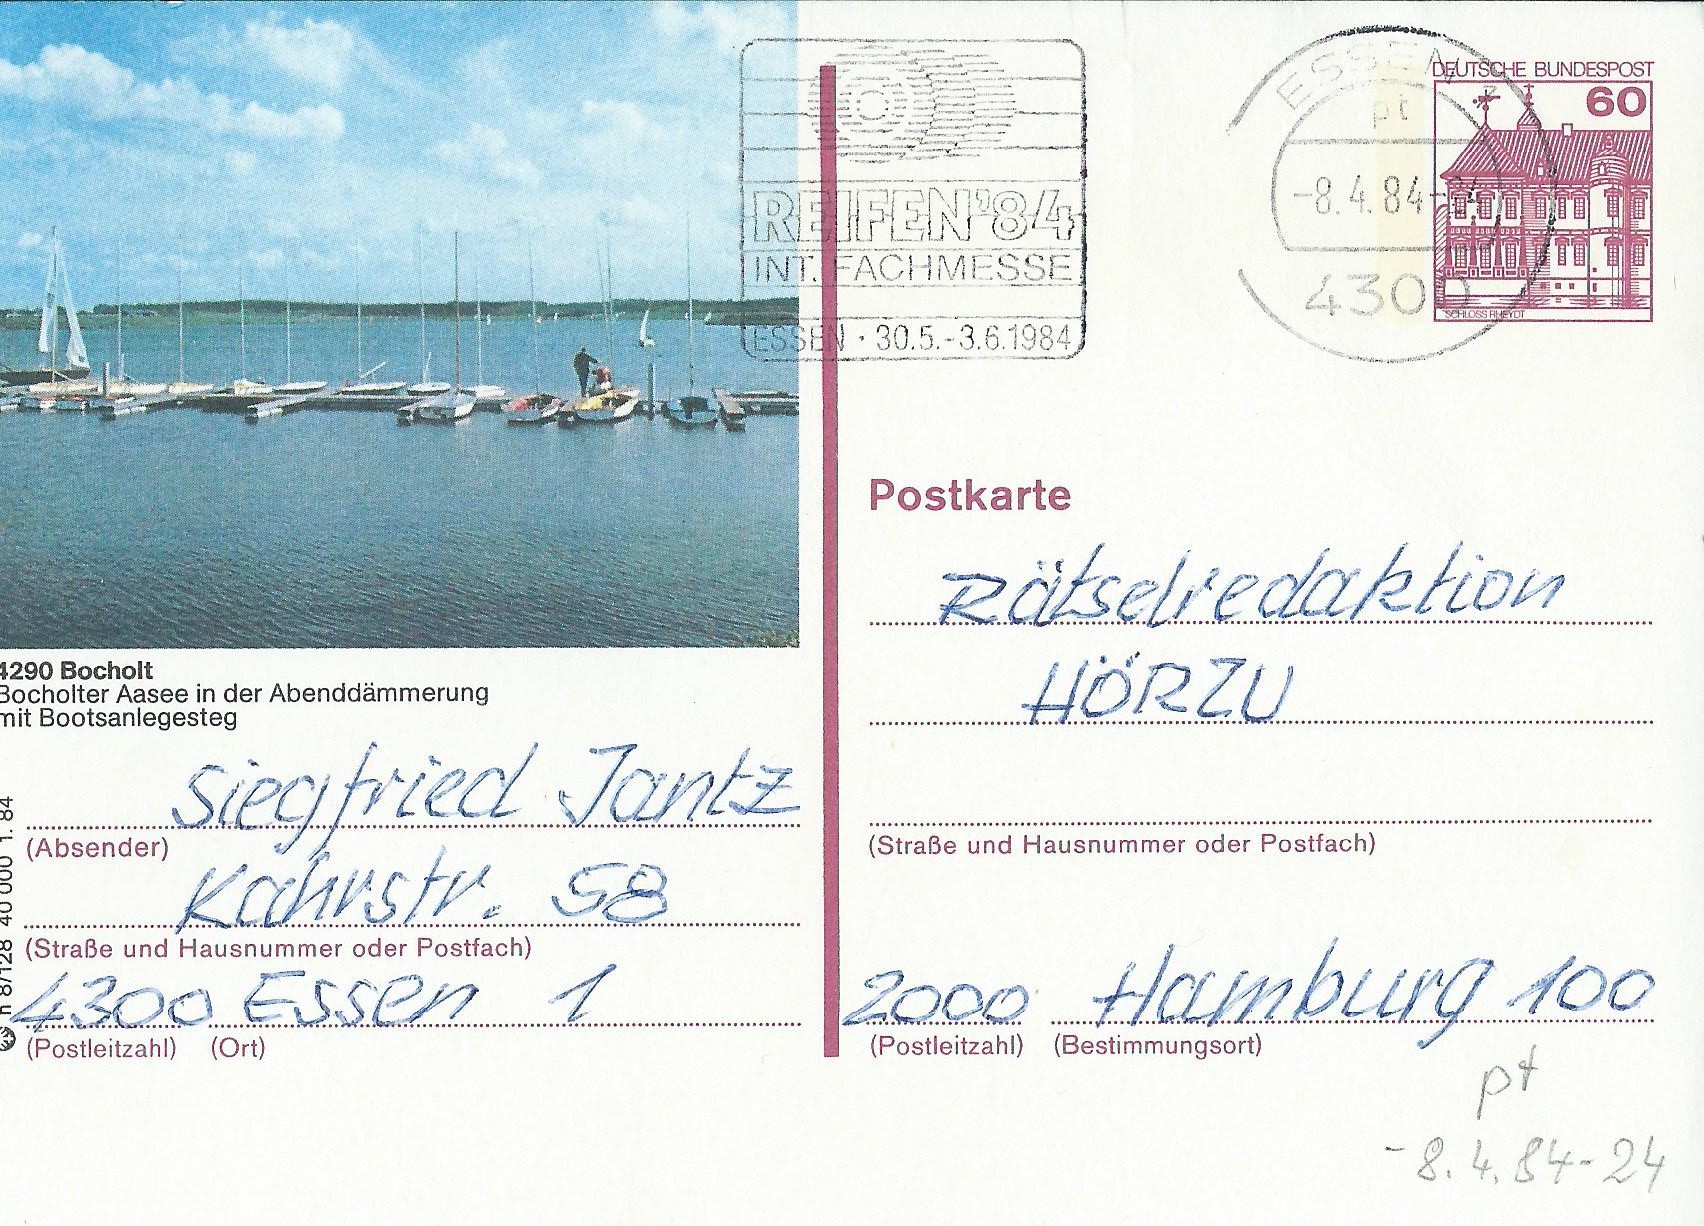 REIFEN'84
INT. FACHMESSE
ESSEN · 30.5.-3.6.1984
ESSEN
pt
-8.4.84-24
4300
DEUTSCHE BUNDESPOST
60
SCHLOSS RHEYDT
4290 Bocholt
Bocholter Aasee in der Abenddämmerung
mit Bootsanlegesteg
Siegfried Jantz
(Absender)
Kahrstr. 58
(Straße und Hausnummer oder Postfach)
4300 Essen 1
(Postleitzahl) (Ort)
h 8/128 40 000 1. 84
Postkarte
Rätselredaktion
HÖRZU
(Straße und Hausnummer oder Postfach)
2000 Hamburg 100
(Postleitzahl) (Bestimmungsort)
pt
-8.4.84-24